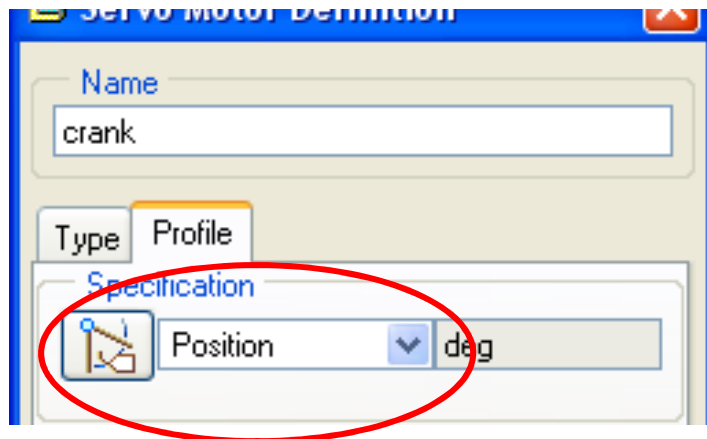 Servo Motor Definition
Name
crank
Type Profile
Specification
Position deg